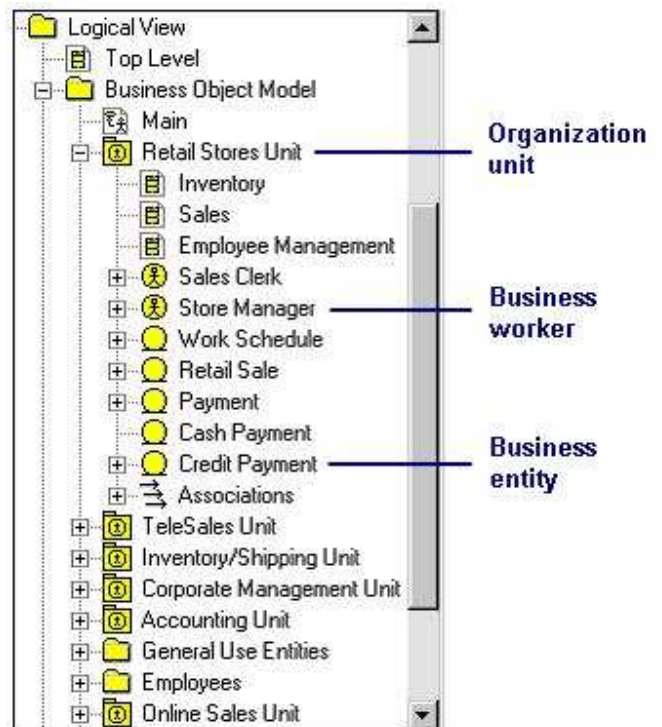 Logical View
Top Level
Business Object Model
Main
Retail Stores Unit
Inventory
Sales
Employee Management
Sales Clerk
Store Manager
Work Schedule
Retail Sale
Payment
Cash Payment
Credit Payment
Associations
TeleSales Unit
Inventory/Shipping Unit
Corporate Management Unit
Accounting Unit
General Use Entities
Employees
Online Sales Unit
Organization
unit
Business
worker
Business
entity